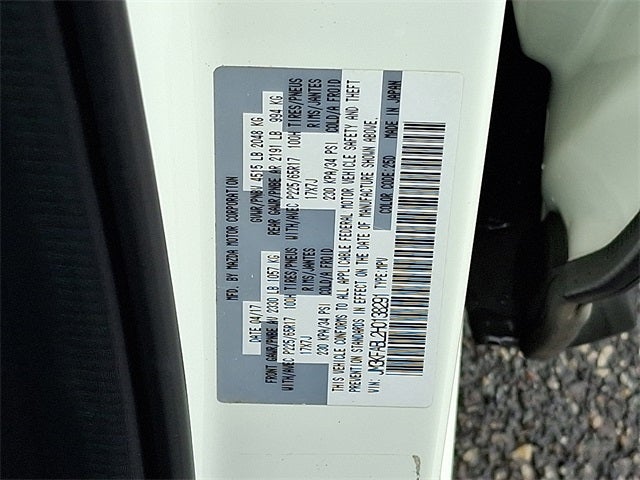 MFD. BY MAZDA MOTOR CORPORATION
DATE: 04/17 GVWR/PNBV 4515 LB 2048 KG
FRONT GAWR/PNBE AV 2330 LB 1057 KG REAR GAWR/PNBE AR 2191 LB 994 KG
WITH/AVEC P225/65R17 100H TIRES/PNEUS WITH/AVEC P225/65R17 100H TIRES/PNEUS
17X7J RIMS/JANTES 17X7J RIMS/JANTES
230 KPA/34 PSI COLD/A FROID 230 KPA/34 PSI COLD/A FROID
THIS VEHICLE CONFORMS TO ALL APPLICABLE FEDERAL MOTOR VEHICLE SAFETY AND THEFT
PREVENTION STANDARDS IN EFFECT ON THE DATE OF MANUFACTURE SHOWN ABOVE.
VIN: TYPE: MPV COLOR CODE: 25D MADE IN JAPAN